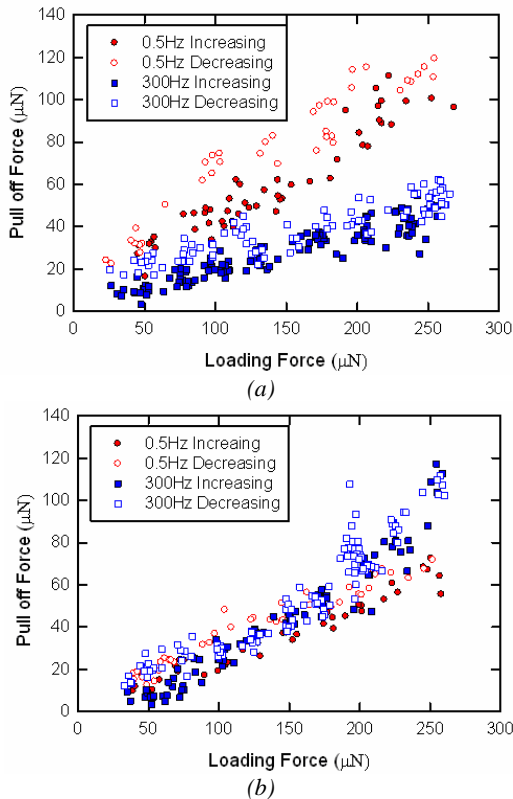 140
120
100
80
60
40
20
0
0.5Hz Increasing
0.5Hz Decreasing
300Hz Increasing
300Hz Decreasing
Pull off Force (µN)
0 50 100 150 200 250 300
Loading Force (µN)
(a)
140
120
100
80
60
40
20
0
0.5Hz Increaing
0.5Hz Decreasing
300Hz Increasing
300Hz Decreasing
Pull off Force (µN)
0 50 100 150 200 250 300
Loading Force (µN)
(b)